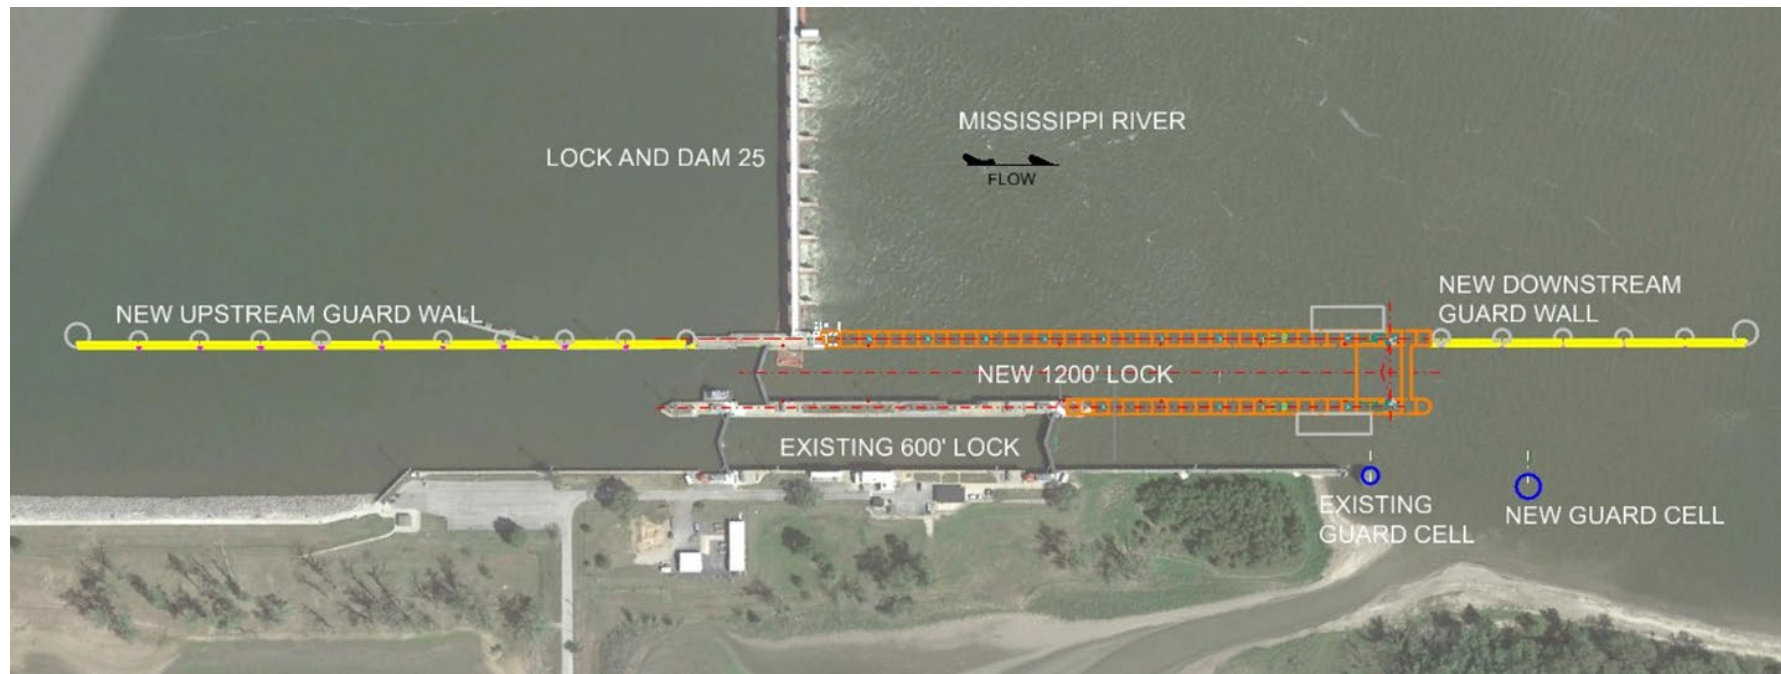 MISSISSIPPI RIVER
LOCK AND DAM 25
FLOW
NEW DOWNSTREAM
GUARD WALL
NEW UPSTREAM GUARD WALL
NEW 1200' LOCK
EXISTING 600' LOCK
EXISTING
GUARD CELL
NEW GUARD CELL